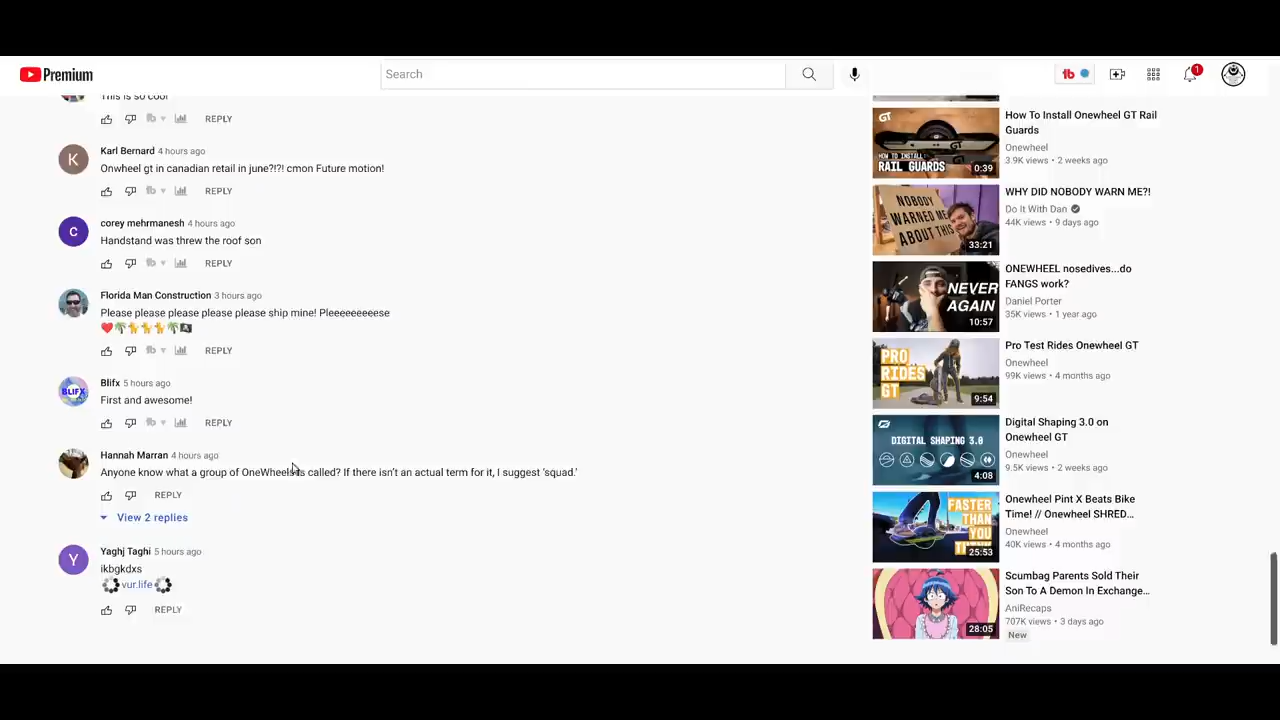 Premium
Search
1
This is so cool
REPLY
K
Karl Bernard 4 hours ago
Onwheel gt in canadian retail in june?!?! cmon Future motion!
REPLY
c
corey mehrmanesh 4 hours ago
Handstand was threw the roof son
REPLY
Florida Man Construction 3 hours ago
Please please please please please ship mine! Pleeeeeeeeese
❤️🌴🐈🐈🐈🌴🏴‍☠️
REPLY
BLIFX
Blifx 5 hours ago
First and awesome!
REPLY
Hannah Marran 4 hours ago
Anyone know what a group of OneWheels is called? If there isn't an actual term for it, I suggest 'squad.'
REPLY
View 2 replies
Y
Yaghj Taghi 5 hours ago
ikbgkdxs
vur.life
REPLY
GT
HOW TO INSTALL:
RAIL GUARDS
0:39
How To Install Onewheel GT Rail
Guards
Onewheel
3.9K views • 2 weeks ago
NOBODY
WARNED ME
ABOUT THIS
33:21
WHY DID NOBODY WARN ME?!
Do It With Dan
44K views • 9 days ago
NEVER
AGAIN
10:57
ONEWHEEL nosedives...do
FANGS work?
Daniel Porter
35K views • 1 year ago
PRO
RIDES
GT
9:54
Pro Test Rides Onewheel GT
Onewheel
99K views • 4 months ago
DIGITAL SHAPING 3.0
4:08
Digital Shaping 3.0 on
Onewheel GT
Onewheel
9.5K views • 2 weeks ago
FASTER
THAN YOU
25:53
Onewheel Pint X Beats Bike
Time! // Onewheel SHRED...
Onewheel
40K views • 4 months ago
28:05
Scumbag Parents Sold Their
Son To A Demon In Exchange...
AniRecaps
707K views • 3 days ago
New